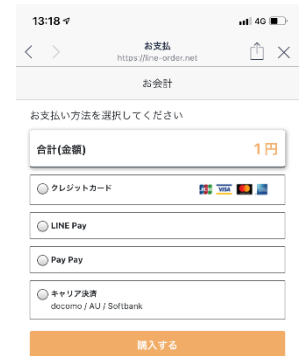 13:18
4G
お支払
https://line-order.net
お会計
お支払い方法を選択してください
合計(金額) 1円
クレジットカード JCB VISA
LINE Pay
Pay Pay
キャリア決済
docomo / AU / Softbank
購入する